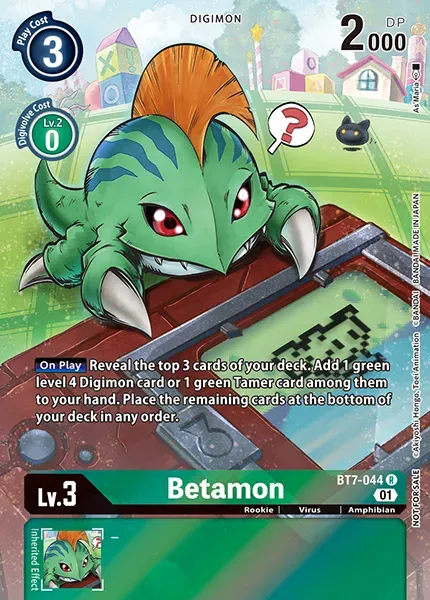 DIGIMON
Play Cost
3
DP
2000
Digivolve Cost
Lv.2
0
?
As'Maria
On Play Reveal the top 3 cards of your deck. Add 1 green
level 4 Digimon card or 1 green Tamer card among them
to your hand. Place the remaining cards at the bottom of
your deck in any order.
©Akiyoshi Hongo, Toei Animation ©BANDAI BANDAI MADE IN JAPAN
NOT FOR SALE
Lv.3
Betamon
BT7-044 R
01
Rookie | Virus | Amphibian
Inherited Effect
-